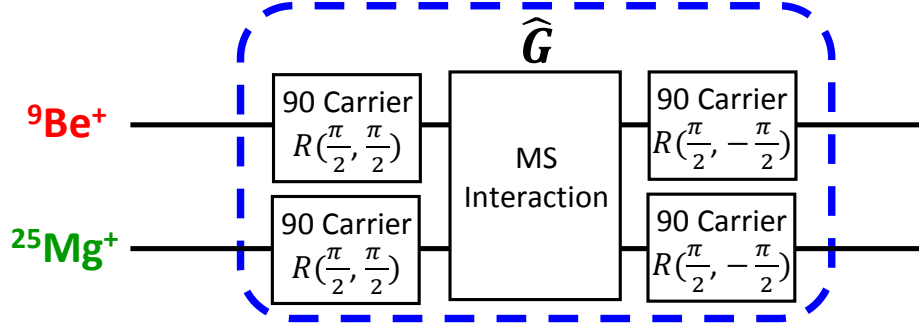 Ĝ
⁹Be⁺
90 Carrier
R(π/2, π/2)
MS
Interaction
90 Carrier
R(π/2, −π/2)
²⁵Mg⁺
90 Carrier
R(π/2, π/2)
90 Carrier
R(π/2, −π/2)